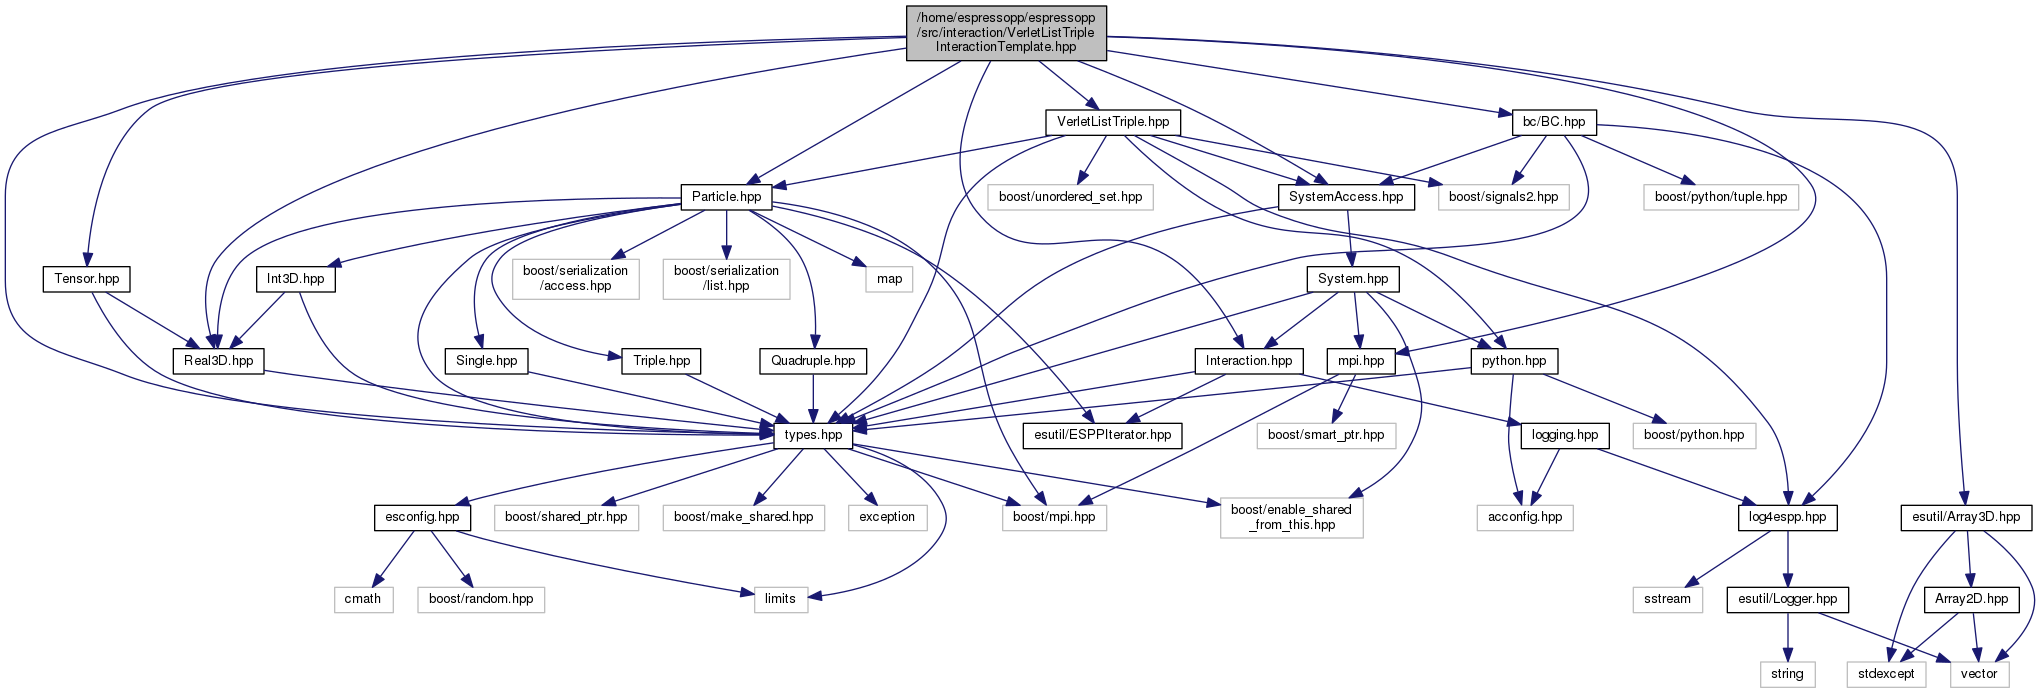 /home/espressopp/espressopp
/src/interaction/VerletListTriple
InteractionTemplate.hpp
VerletListTriple.hpp
bc/BC.hpp
Particle.hpp
boost/unordered_set.hpp
SystemAccess.hpp
boost/signals2.hpp
boost/python/tuple.hpp
Tensor.hpp
Int3D.hpp
boost/serialization
/access.hpp
boost/serialization
/list.hpp
map
System.hpp
Real3D.hpp
Single.hpp
Triple.hpp
Quadruple.hpp
Interaction.hpp
mpi.hpp
python.hpp
types.hpp
esutil/ESPPIterator.hpp
boost/smart_ptr.hpp
logging.hpp
boost/python.hpp
esconfig.hpp
boost/shared_ptr.hpp
boost/make_shared.hpp
exception
boost/mpi.hpp
boost/enable_shared
_from_this.hpp
acconfig.hpp
log4espp.hpp
esutil/Array3D.hpp
cmath
boost/random.hpp
limits
sstream
esutil/Logger.hpp
Array2D.hpp
string
stdexcept
vector